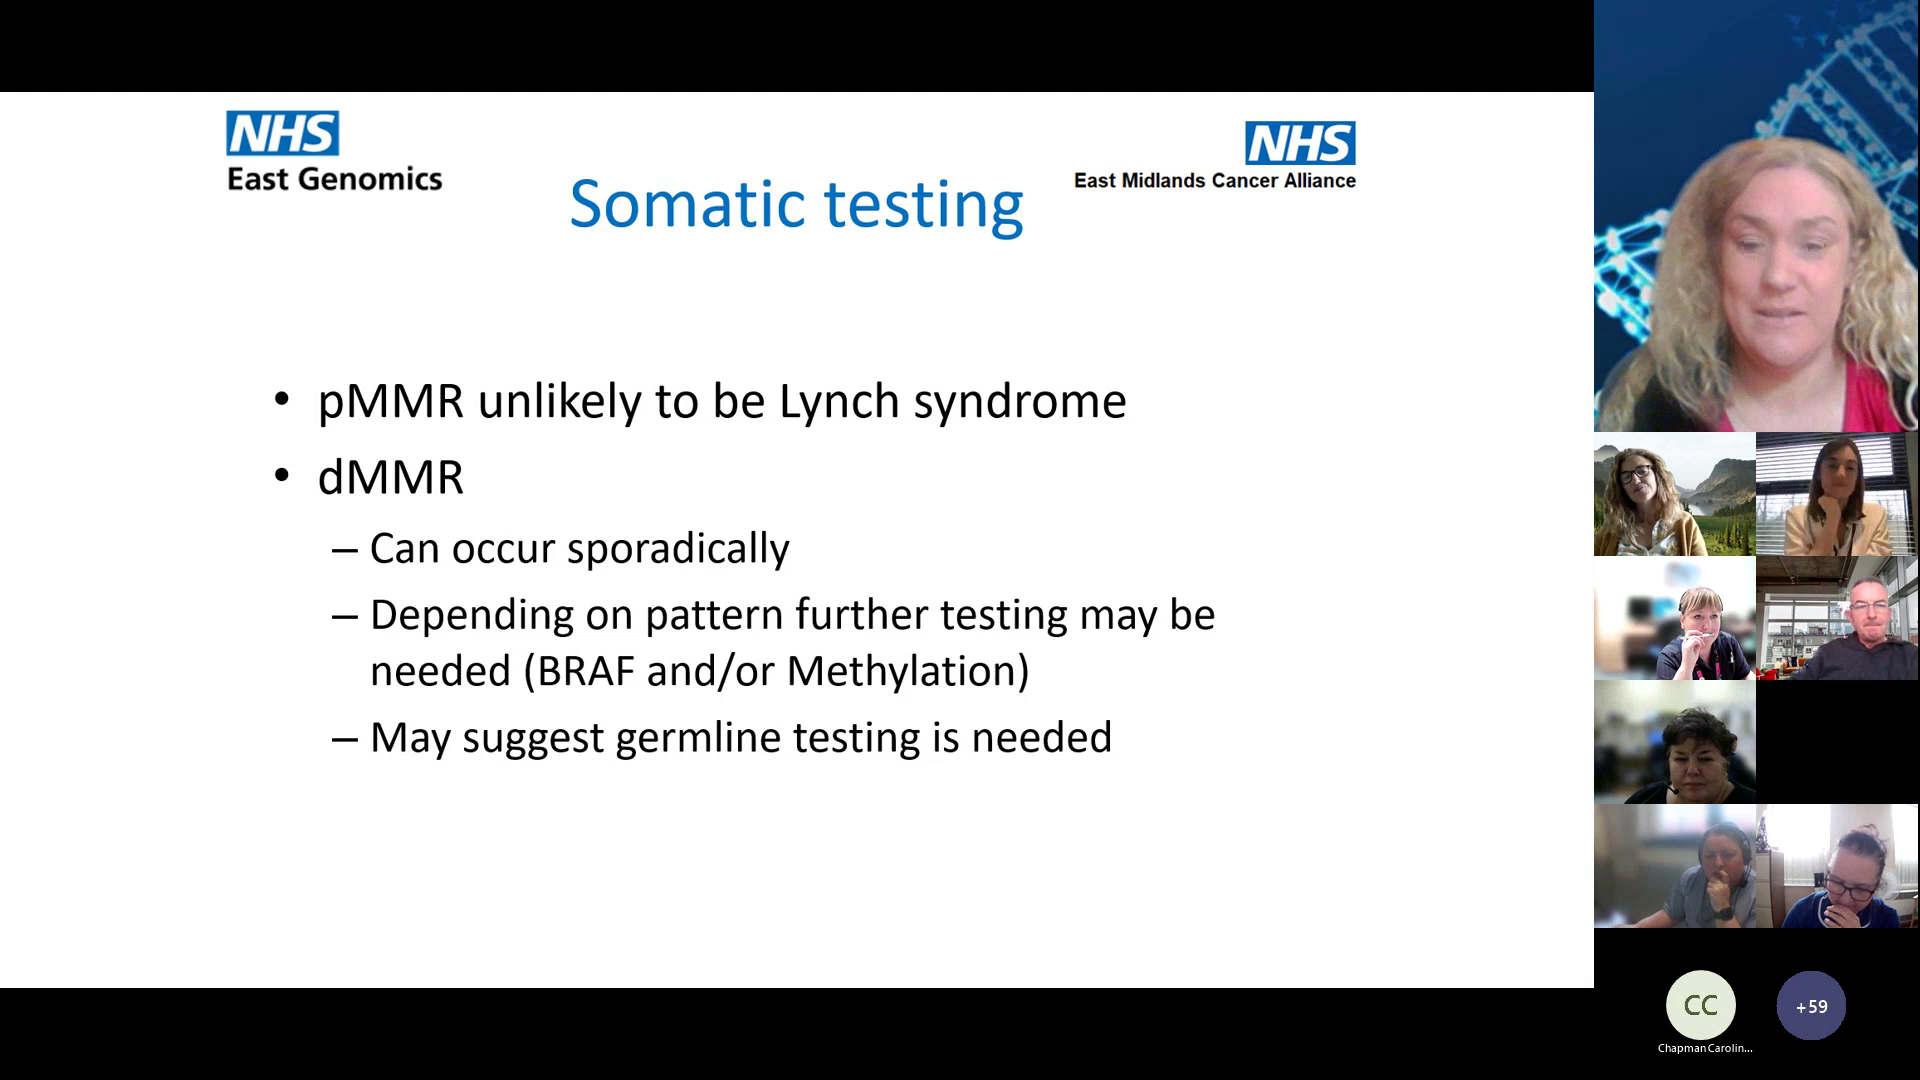 NHS
East Genomics
NHS
East Midlands Cancer Alliance
Somatic testing
• pMMR unlikely to be Lynch syndrome
• dMMR
– Can occur sporadically
– Depending on pattern further testing may be
needed (BRAF and/or Methylation)
– May suggest germline testing is needed
CC
+59
Chapman Carolin...